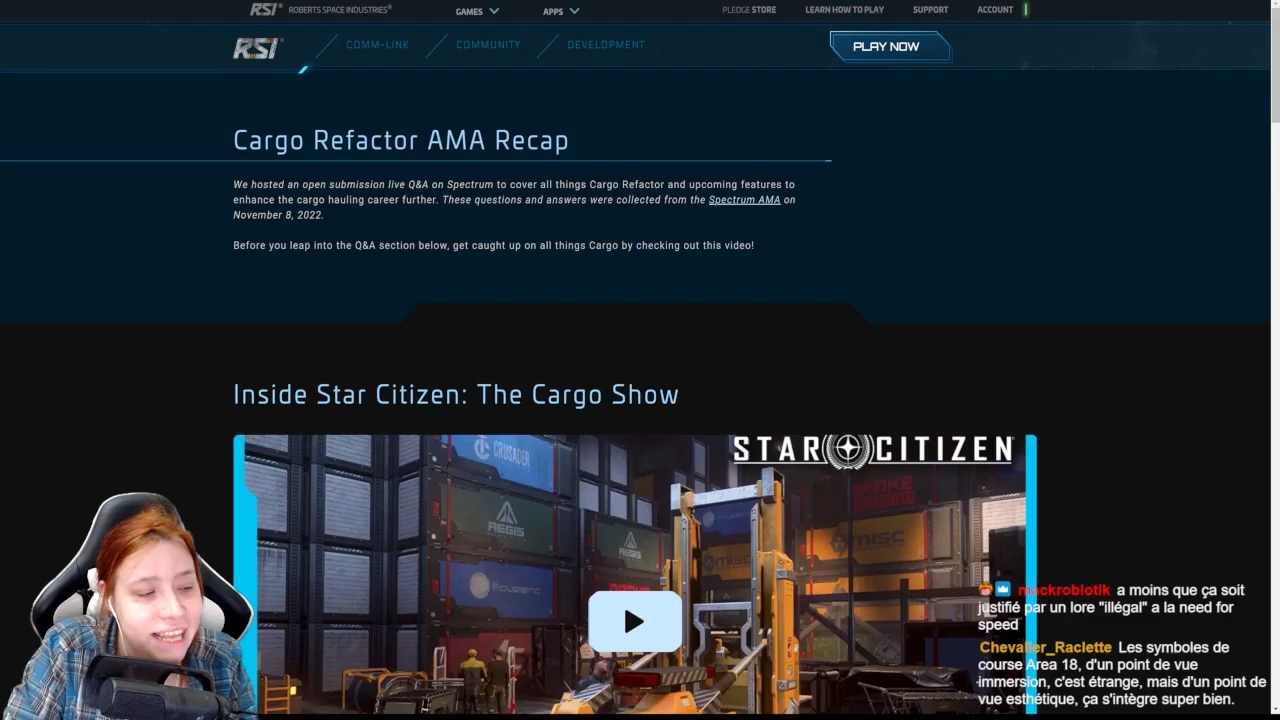 RSI ROBERTS SPACE INDUSTRIES® GAMES APPS PLEDGE STORE LEARN HOW TO PLAY SUPPORT ACCOUNT
RSI COMM-LINK COMMUNITY DEVELOPMENT PLAY NOW
Cargo Refactor AMA Recap
We hosted an open submission live Q&A on Spectrum to cover all things Cargo Refactor and upcoming features to
enhance the cargo hauling career further. These questions and answers were collected from the Spectrum AMA on
November 8, 2022.
Before you leap into the Q&A section below, get caught up on all things Cargo by checking out this video!
Inside Star Citizen: The Cargo Show
STAR CITIZEN
CRUSADER
DRAKE
AEGIS
AEGIS
MISC
mackrobiotik a moins que ça soit
justifié par un lore "illégal" a la need for
speed
Chevalier_Raclette Les symboles de
course Area 18, d'un point de vue
immersion, c'est étrange, mais d'un point de
vue esthétique, ça s'intègre super bien.